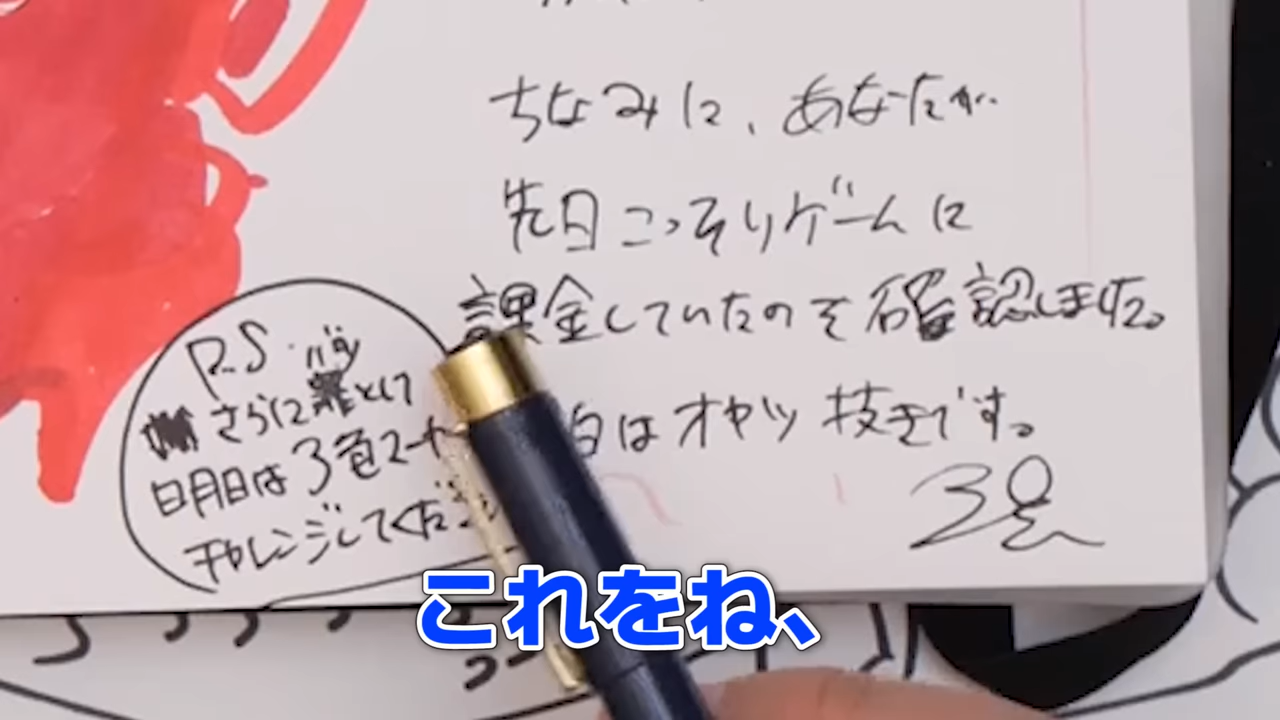 ちなみに、あなたが
先日こっそりゲームに
課金していたのを確認しました。
日はオヤツ抜きです。
P.S
さらに罰として
明日は3色
チャレンジしてくださ
これをね、